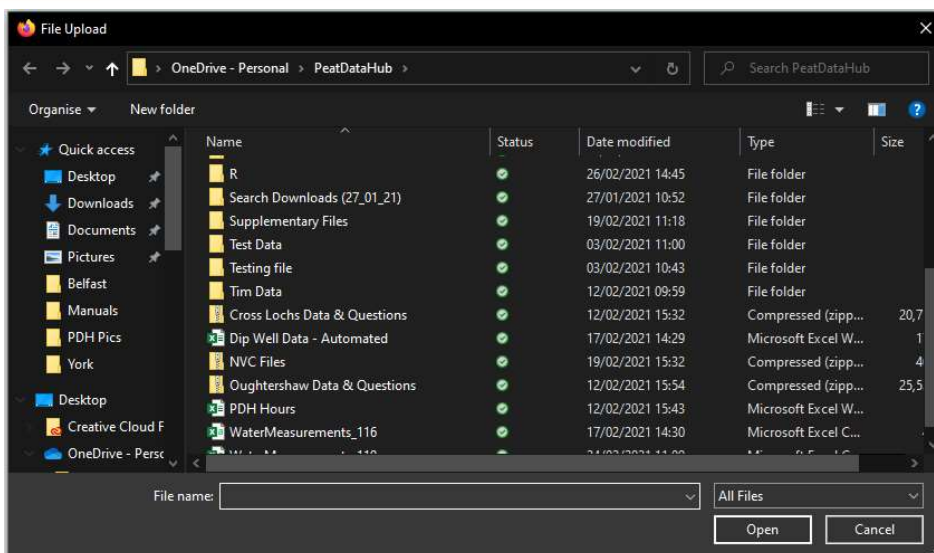 File Upload
OneDrive - Personal > PeatDataHub >
Search PeatDataHub
Organise
New folder
Name Status Date modified Type Size
Quick access
Desktop
Downloads
Documents
Pictures
Belfast
Manuals
PDH Pics
York
Desktop
Creative Cloud F
OneDrive - Persc
R 26/02/2021 14:45 File folder
Search Downloads (27_01_21) 27/01/2021 10:52 File folder
Supplementary Files 19/02/2021 11:18 File folder
Test Data 03/02/2021 11:00 File folder
Testing file 03/02/2021 10:43 File folder
Tim Data 12/02/2021 09:59 File folder
Cross Lochs Data & Questions 12/02/2021 15:32 Compressed (zipp... 20,7
Dip Well Data - Automated 17/02/2021 14:29 Microsoft Excel W... 1
NVC Files 19/02/2021 15:32 Compressed (zipp... 4
Oughtershaw Data & Questions 12/02/2021 15:54 Compressed (zipp... 25,5
PDH Hours 12/02/2021 15:43 Microsoft Excel W...
WaterMeasurements_116 17/02/2021 14:30 Microsoft Excel C...
File name:
All Files
Open
Cancel